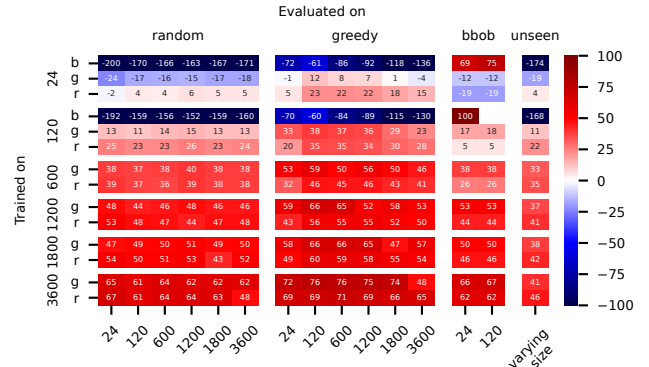 Evaluated on
random greedy bbob unseen
b -200 -170 -166 -163 -167 -171 -72 -61 -86 -92 -118 -136 69 75 -174 100
24 g -24 -17 -16 -15 -17 -18 -1 12 8 7 1 -4 -12 -12 -19 75
r -2 4 4 6 5 5 5 23 22 22 18 15 -19 -19 4
b -192 -159 -156 -152 -159 -160 -70 -60 -84 -89 -115 -130 100 -168 50
120 g 13 11 14 15 13 13 33 38 37 36 29 23 17 18 11
r 25 23 23 26 23 24 20 35 35 34 30 28 5 5 22 25
600 g 38 37 38 40 38 38 53 59 50 56 50 46 38 38 33
r 39 37 36 39 38 38 32 46 45 46 43 41 26 26 35 0
Trained on
1200 g 48 44 46 48 46 48 59 66 65 52 58 53 53 53 37 −25
r 53 48 47 44 47 48 43 56 55 55 52 50 44 44 41
1800 g 47 49 50 51 49 50 58 66 66 65 47 57 50 50 38 −50
r 54 50 51 53 43 52 49 60 59 58 55 54 46 46 42
3600 g 65 61 64 62 62 62 72 76 76 75 74 48 66 67 41 −75
r 67 61 64 64 63 48 69 69 71 69 66 65 62 62 46 −100
24 120 600 1200 1800 3600 24 120 600 1200 1800 3600 24 120 varying
size